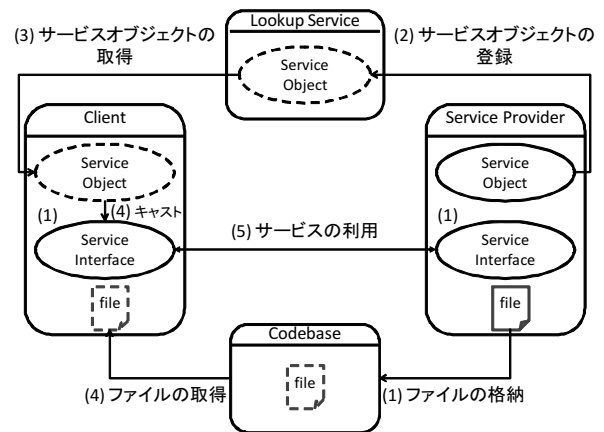 Lookup Service
(3) サービスオブジェクトの
取得
(2) サービスオブジェクトの
登録
Service
Object
Client
Service Provider
Service
Object
Service
Object
(1)
(4) キャスト
(1)
Service
Interface
(5) サービスの利用
Service
Interface
file
file
Codebase
file
(4) ファイルの取得
(1) ファイルの格納